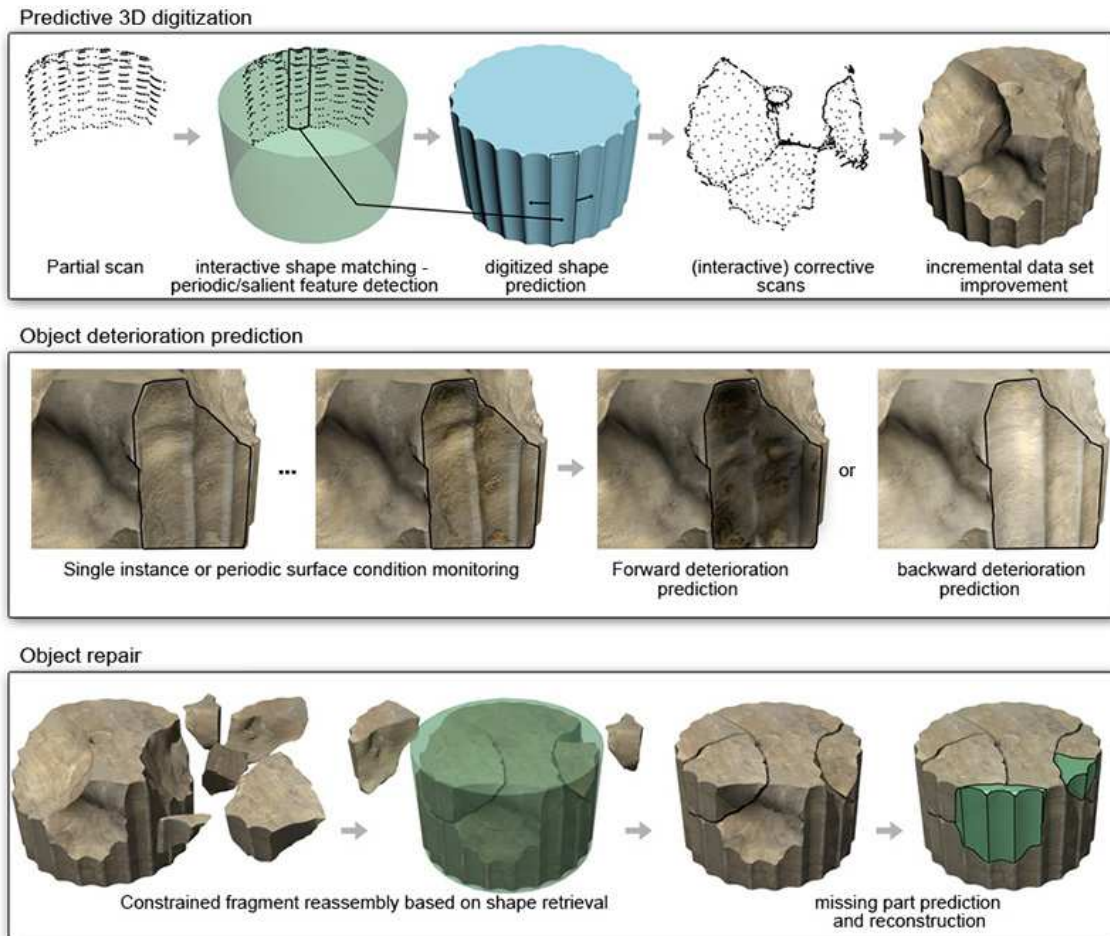 Predictive 3D digitization
Partial scan
interactive shape matching -
periodic/salient feature detection
digitized shape
prediction
(interactive) corrective
scans
incremental data set
improvement
Object deterioration prediction
...
or
Single instance or periodic surface condition monitoring
Forward deterioration
prediction
backward deterioration
prediction
Object repair
Constrained fragment reassembly based on shape retrieval
missing part prediction
and reconstruction